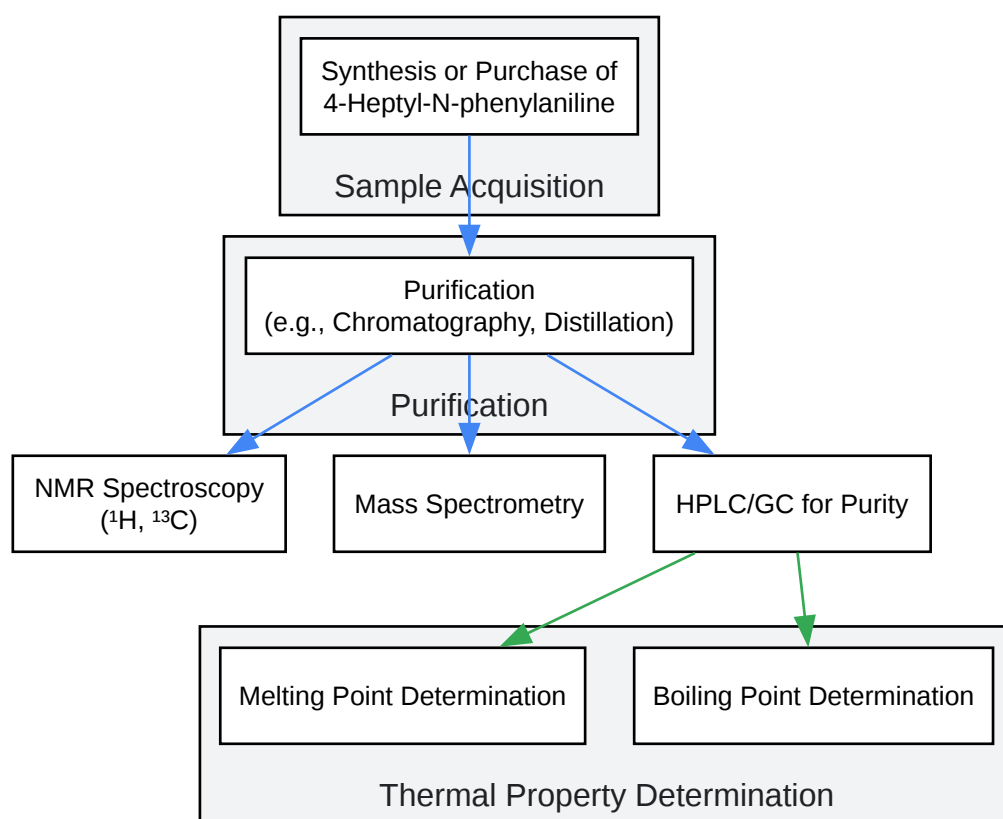 Synthesis or Purchase of
4-Heptyl-N-phenylaniline
Sample Acquisition
Purification
(e.g., Chromatography, Distillation)
Purification
NMR Spectroscopy
(¹H, ¹³C)
Mass Spectrometry
HPLC/GC for Purity
Melting Point Determination
Boiling Point Determination
Thermal Property Determination